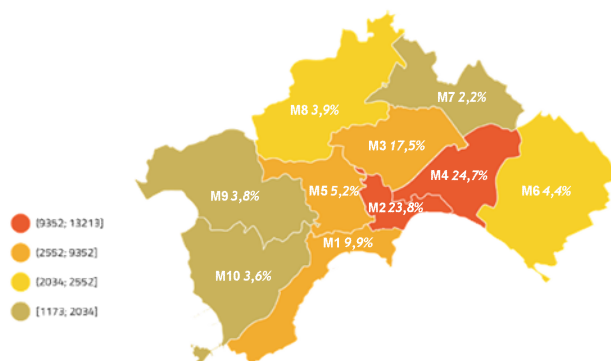 M7 2,2%
M8 3,9%
M3 17,5%
M4 24,7%
M9 3,8%
M5 5,2%
M6 4,4%
M2 23,8%
M1 9,9%
M10 3,6%
(9352; 13213]
(2552; 9352]
(2034; 2552]
[1173; 2034]